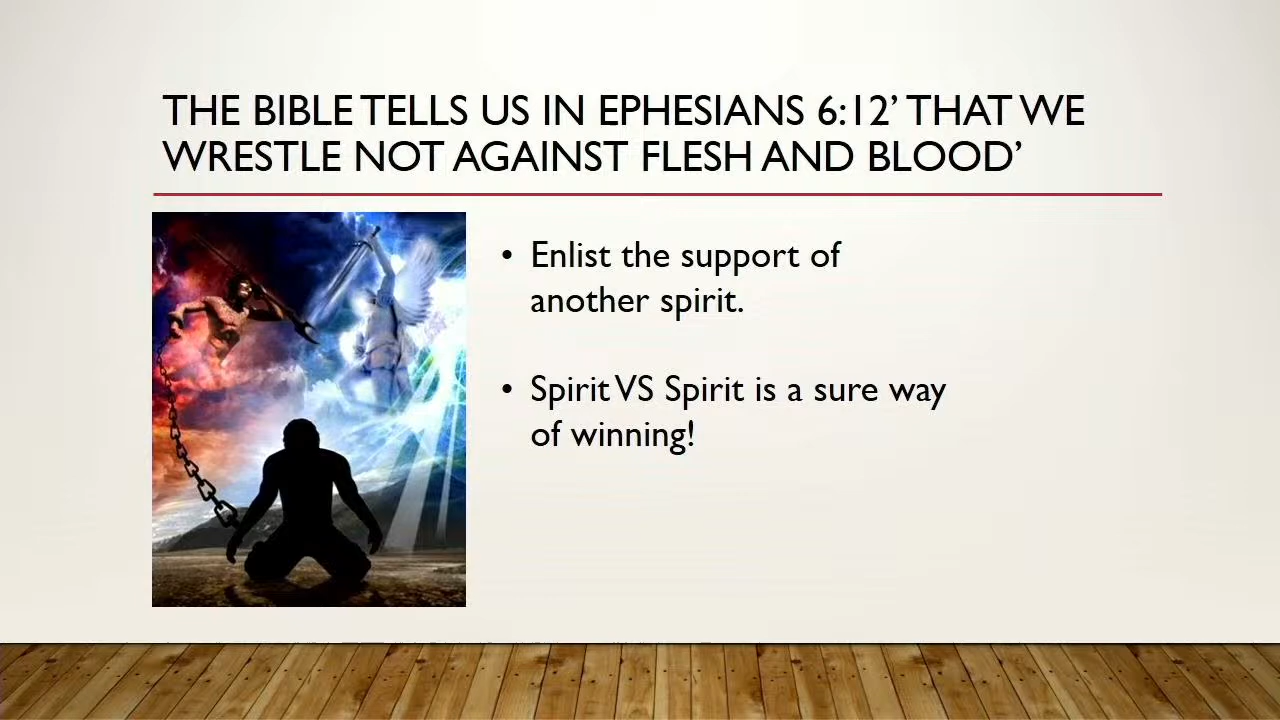 THE BIBLE TELLS US IN EPHESIANS 6:12’ THAT WE
WRESTLE NOT AGAINST FLESH AND BLOOD’
• Enlist the support of
another spirit.
• Spirit VS Spirit is a sure way
of winning!